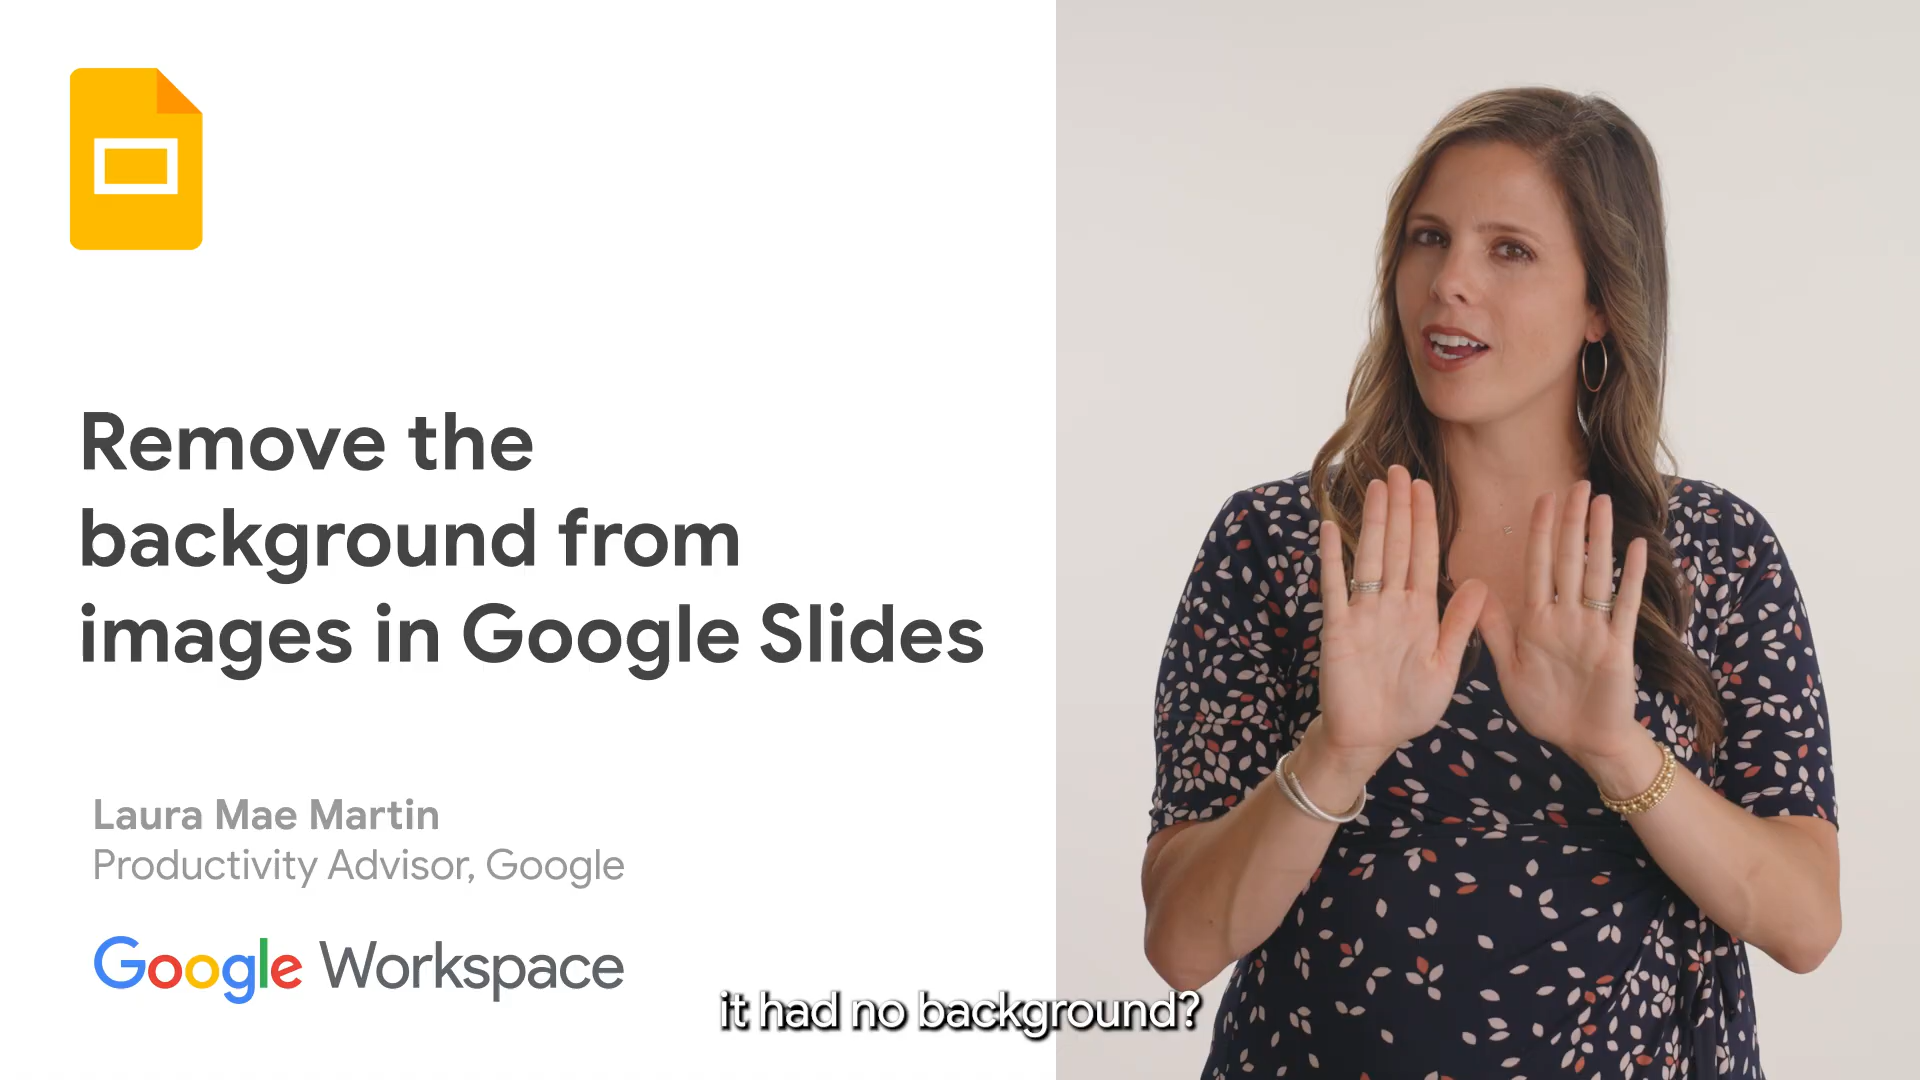 Remove the
background from
images in Google Slides
Laura Mae Martin
Productivity Advisor, Google
Google Workspace
it had no background?